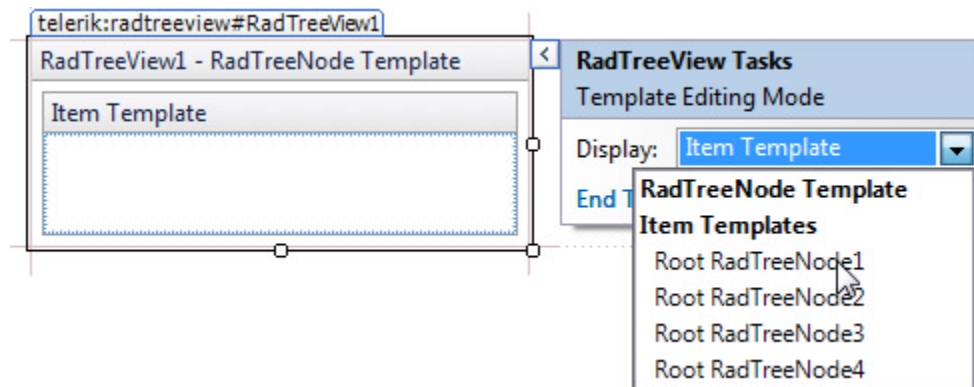 telerik:radtreeview#RadTreeView1
RadTreeView1 - RadTreeNode Template
Item Template
<
RadTreeView Tasks
Template Editing Mode
Display: Item Template
End
RadTreeNode Template
Item Templates
Root RadTreeNode1
Root RadTreeNode2
Root RadTreeNode3
Root RadTreeNode4